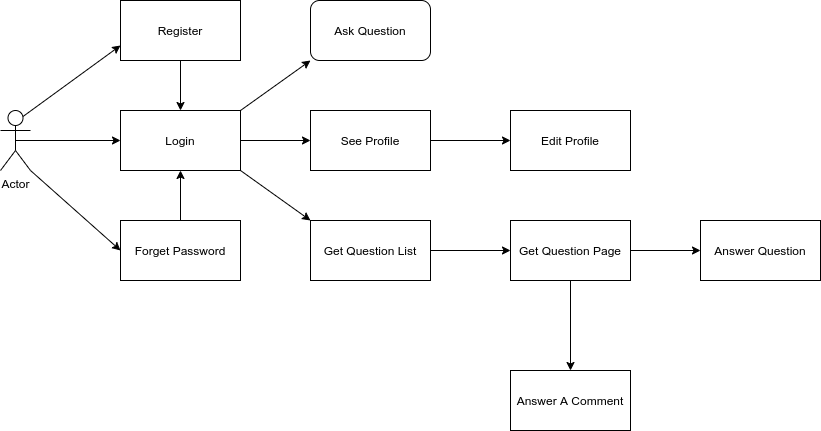 Register
Ask Question
Login
See Profile
Edit Profile
Actor
Forget Password
Get Question List
Get Question Page
Answer Question
Answer A Comment